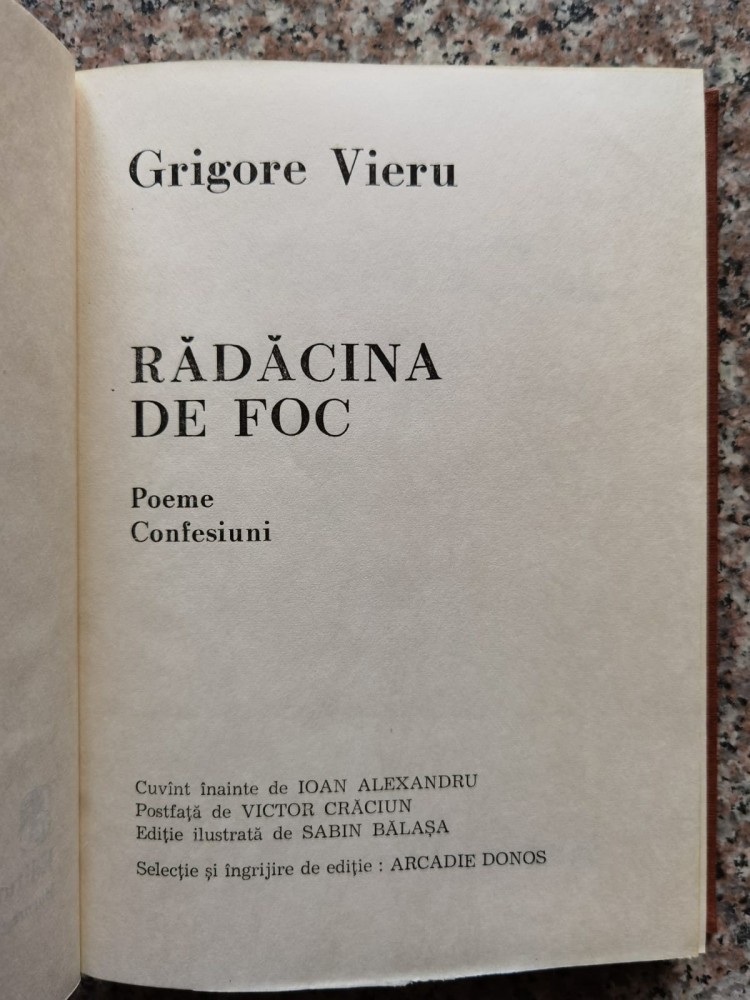 Grigore Vieru
RĂDĂCINA
DE FOC
Poeme
Confesiuni
Cuvînt înainte de IOAN ALEXANDRU
Postfață de VICTOR CRĂCIUN
Ediție ilustrată de SABIN BĂLAȘA
Selecție și îngrijire de ediție : ARCADIE DONOS